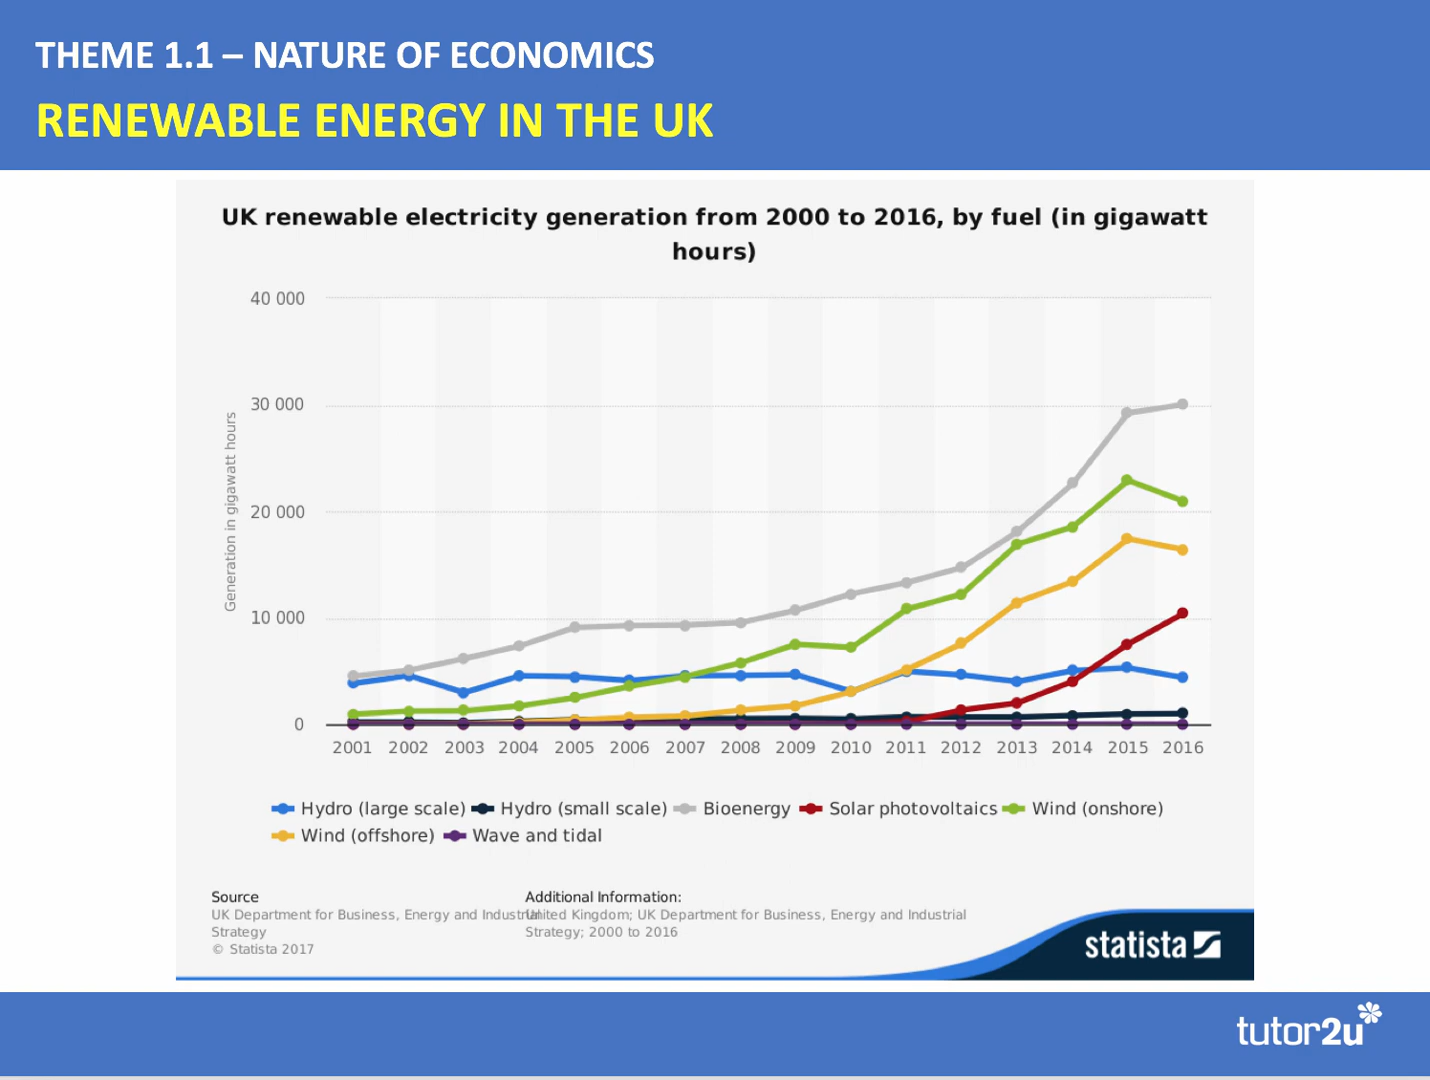 THEME 1.1 – NATURE OF ECONOMICS
RENEWABLE ENERGY IN THE UK
UK renewable electricity generation from 2000 to 2016, by fuel (in gigawatt
hours)
Generation in gigawatt hours
40 000
30 000
20 000
10 000
0
2001 2002 2003 2004 2005 2006 2007 2008 2009 2010 2011 2012 2013 2014 2015 2016
Hydro (large scale) Hydro (small scale) Bioenergy Solar photovoltaics Wind (onshore)
Wind (offshore) Wave and tidal
Source
UK Department for Business, Energy and Industrial
Strategy
© Statista 2017
Additional Information:
United Kingdom; UK Department for Business, Energy and Industrial
Strategy; 2000 to 2016
statista
tutor2u